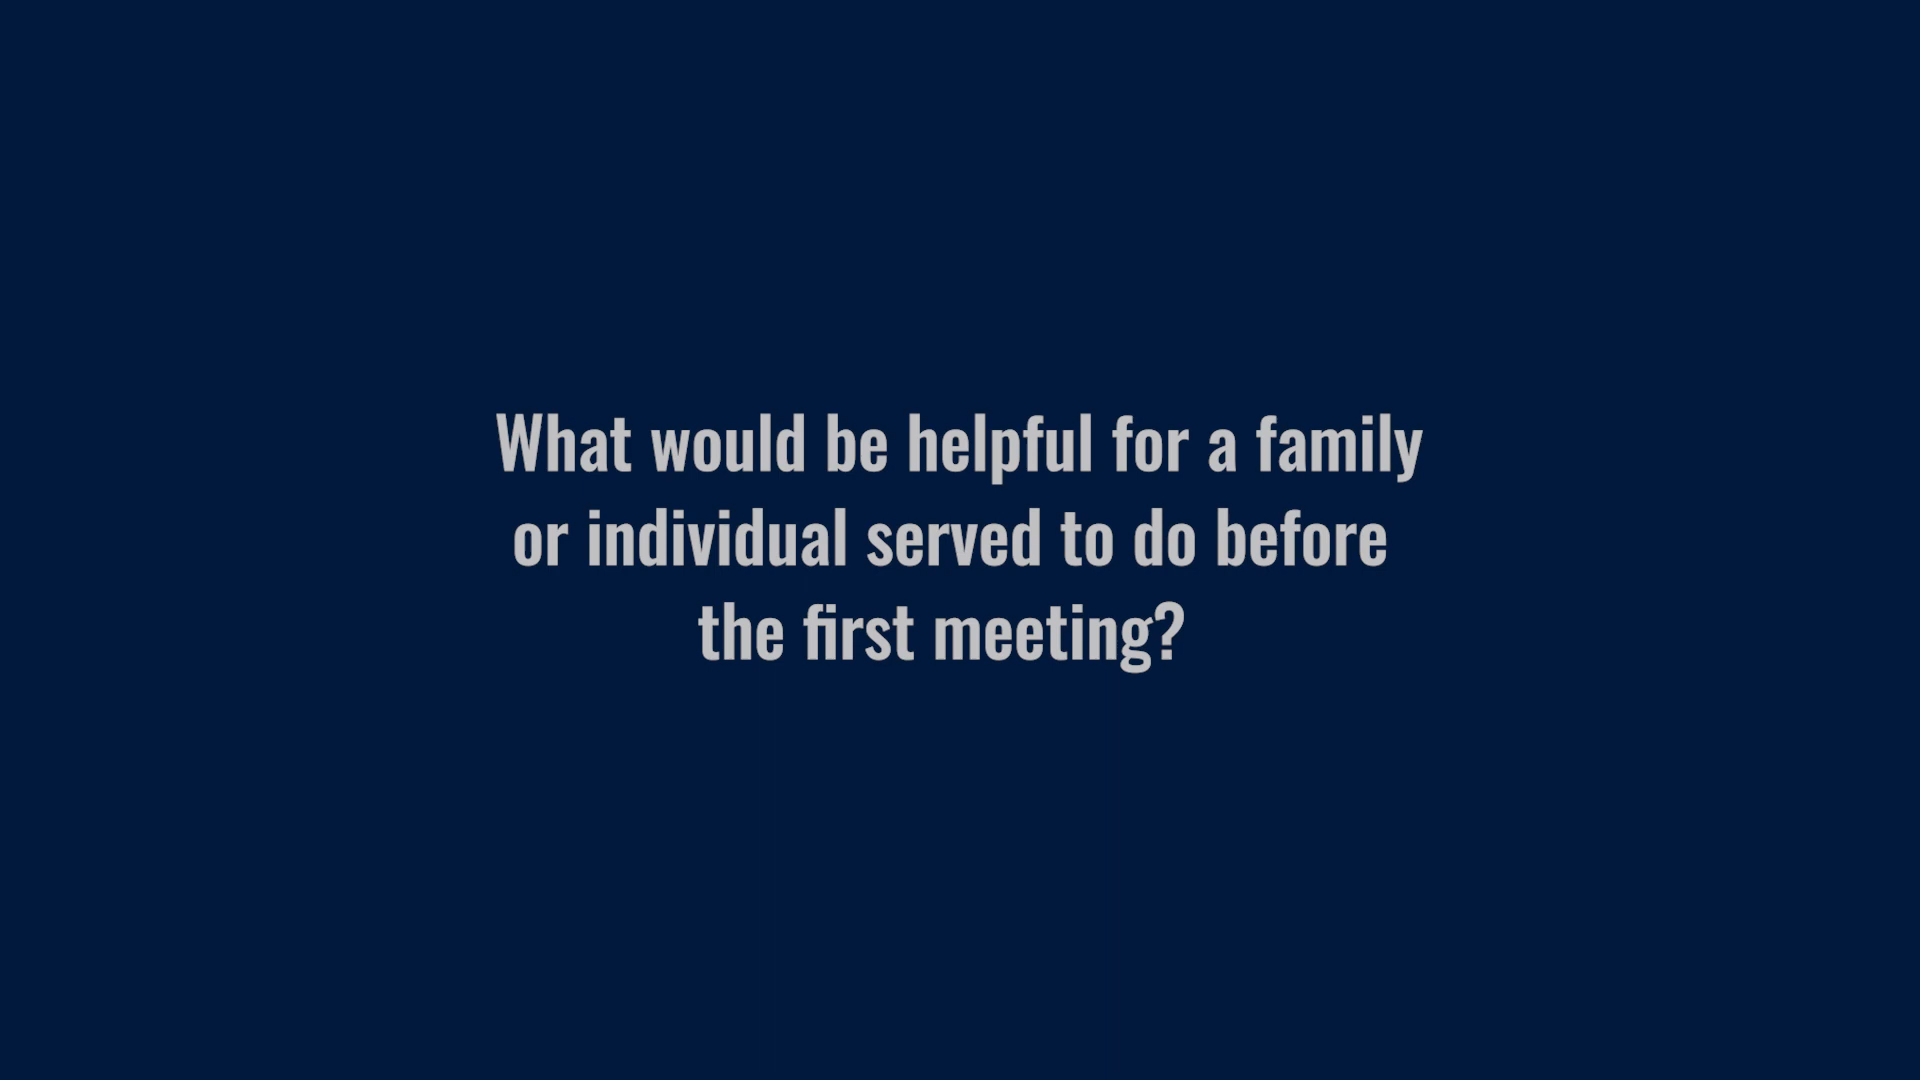 What would be helpful for a family
or individual served to do before
the first meeting?